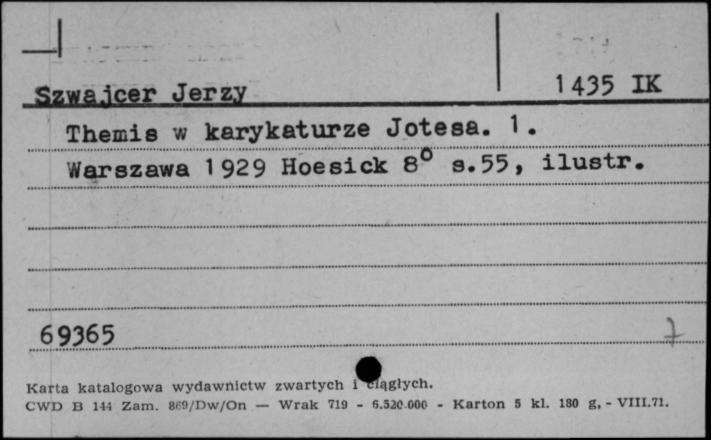 Szwajcer Jerzy 1435 IK
Themis w karykaturze Jotesa. 1.
Warszawa 1929 Hoesick 8° s.55, ilustr.
69365
Karta katalogowa wydawnictw zwartych i ciągłych.
CWD B 144 Zam. 869/Dw/On — Wrak 719 - 6.520.000 - Karton 5 kl. 180 g, - VIII.71.